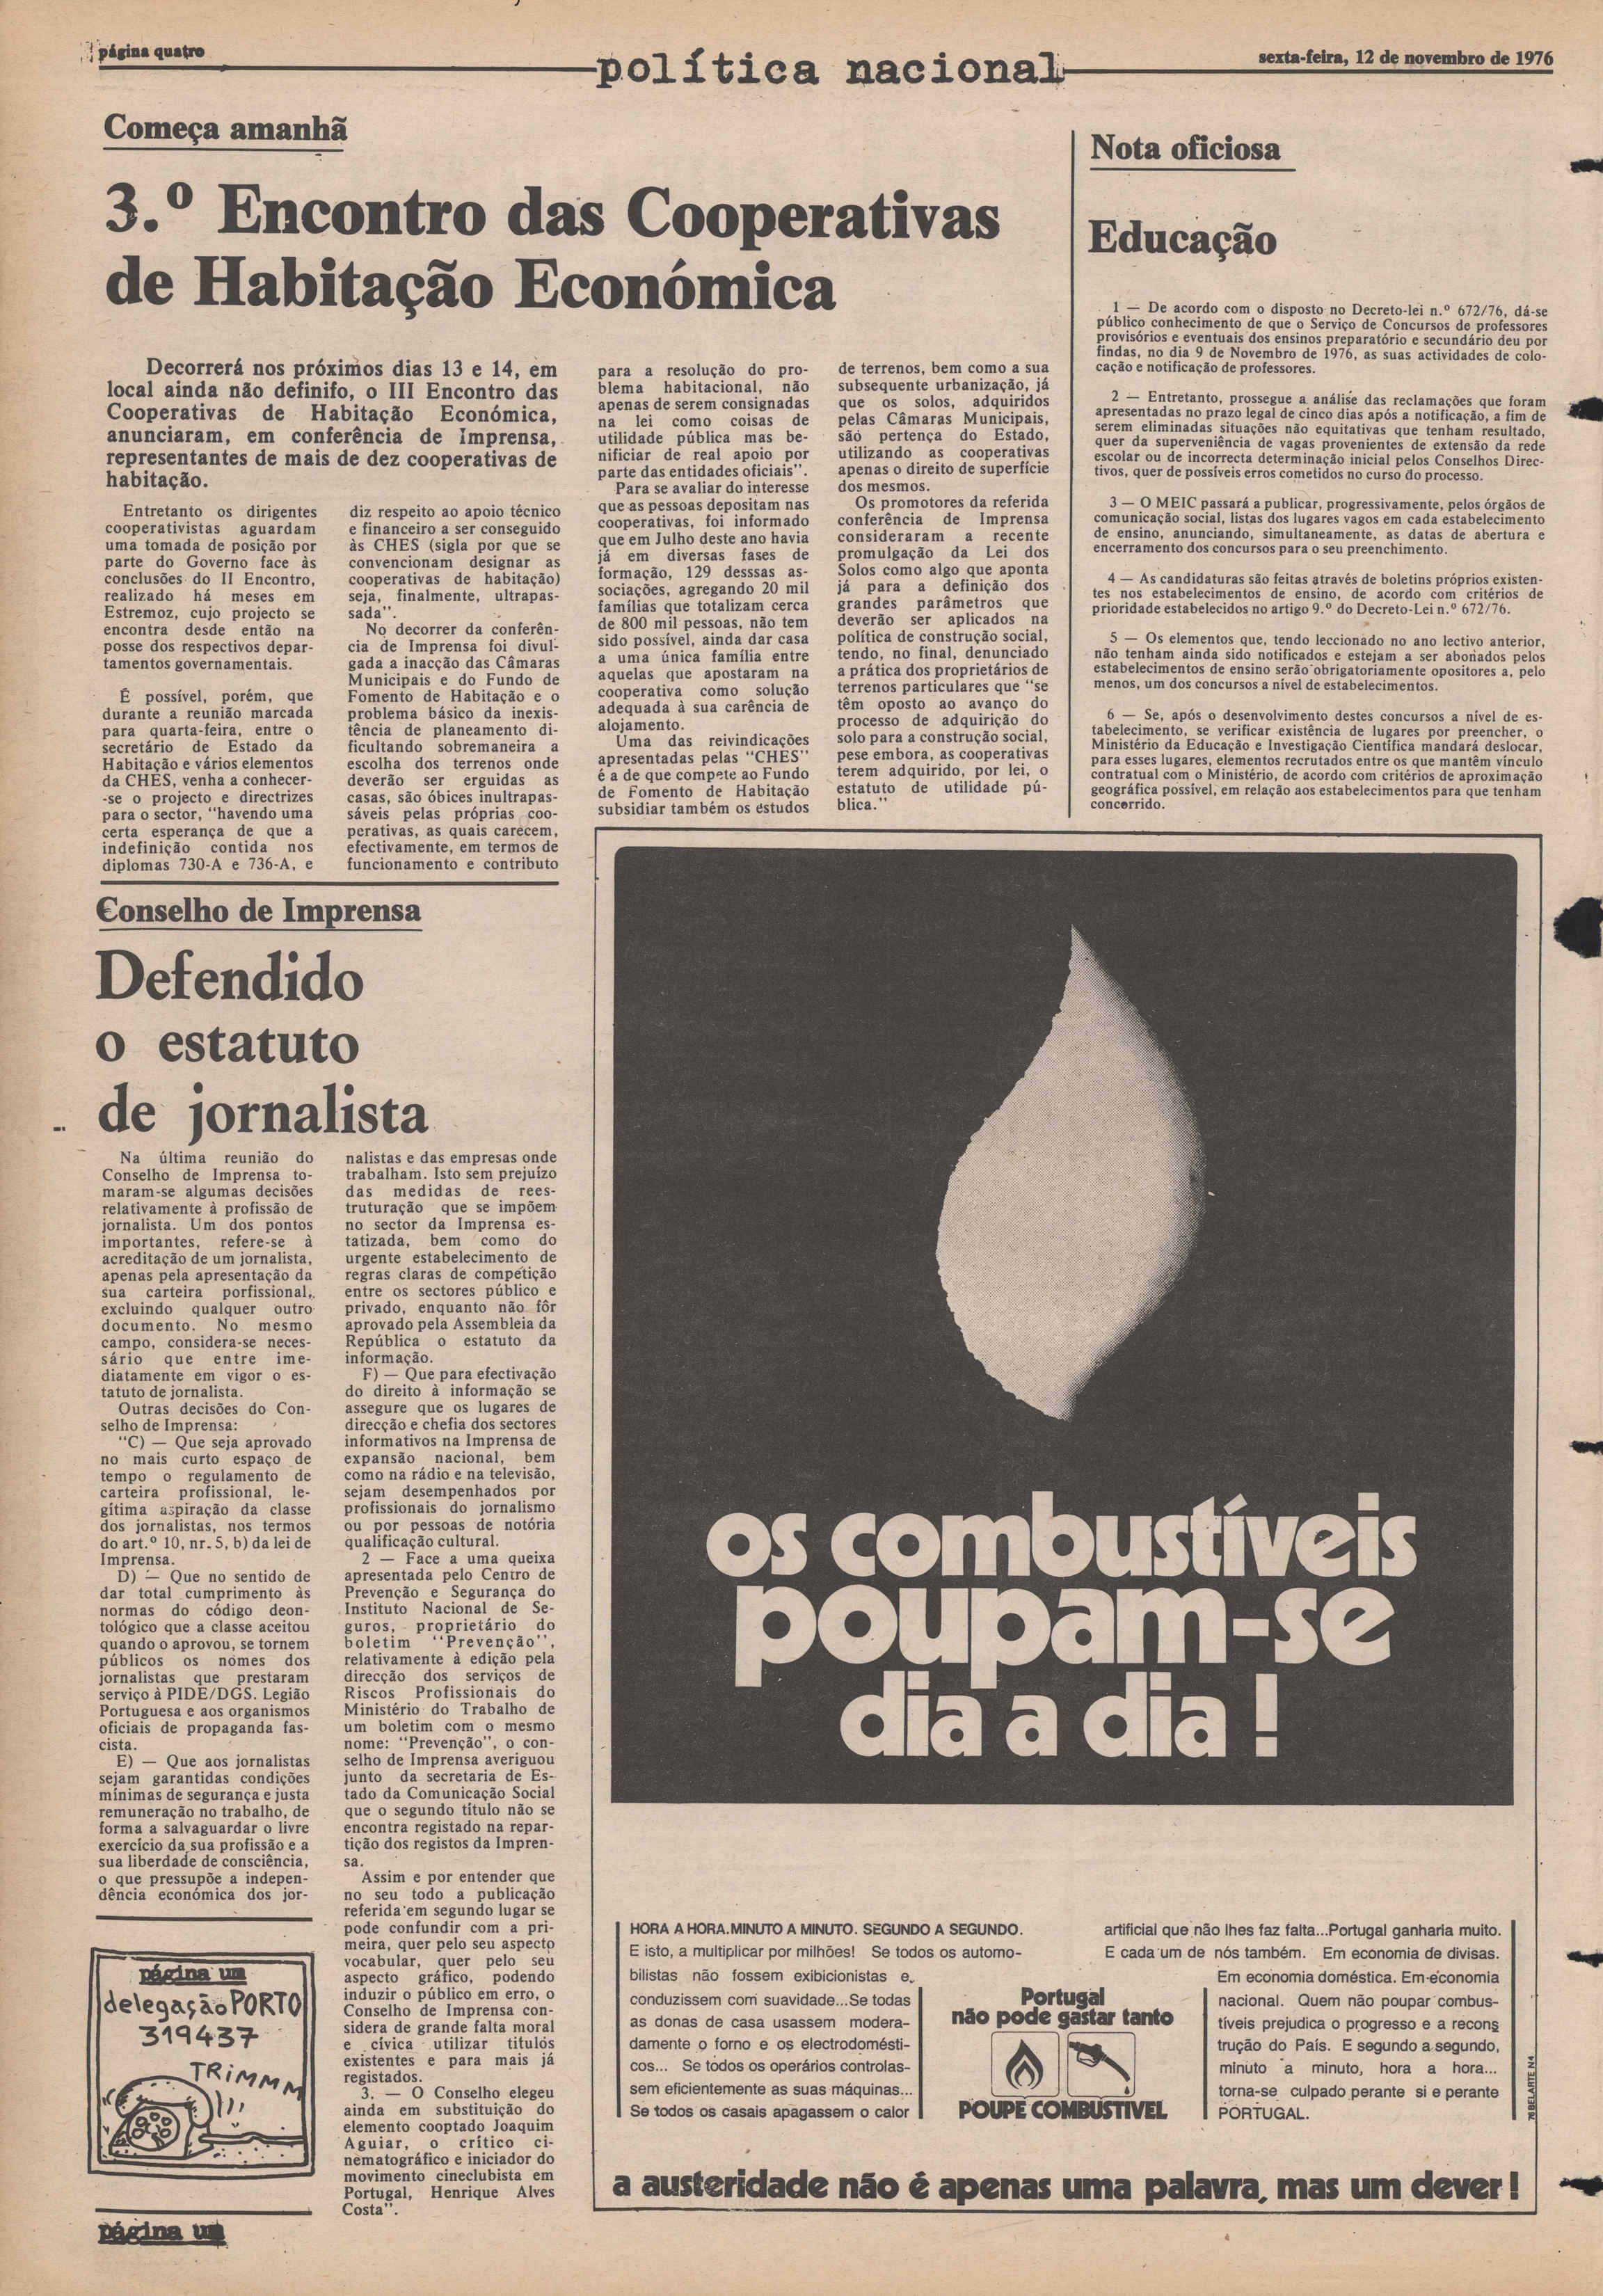 página quatro
política nacional
sexta-feira, 12 de novembro de 1976
Começa amanhã
3.º Encontro das Cooperativas
de Habitação Económica
Decorrerá nos próximos dias 13 e 14, em
local ainda não definifo, o III Encontro das
Cooperativas de Habitação Económica,
anunciaram, em conferência de Imprensa,
representantes de mais de dez cooperativas de
habitação.
Entretanto os dirigentes
cooperativistas aguardam
uma tomada de posição por
parte do Governo face às
conclusões do II Encontro,
realizado há meses em
Estremoz, cujo projecto se
encontra desde então na
posse dos respectivos depar-
tamentos governamentais.
É possível, porém, que
durante a reunião marcada
para quarta-feira, entre o
secretário de Estado da
Habitação e vários elementos
da CHES, venha a conhecer-
-se o projecto e directrizes
para o sector, "havendo uma
certa esperança de que a
indefinição contida nos
diplomas 730-A e 736-A, e
diz respeito ao apoio técnico
e financeiro a ser conseguido
às CHES (sigla por que se
convencionam designar as
cooperativas de habitação)
seja, finalmente, ultrapas-
sada".
No decorrer da conferên-
cia de Imprensa foi divul-
gada a inacção das Câmaras
Municipais e do Fundo de
Fomento de Habitação e o
problema básico da inexis-
tência de planeamento di-
ficultando sobremaneira a
escolha dos terrenos onde
deverão ser erguidas as
casas, são óbices inultrapas-
sáveis pelas próprias coo-
perativas, as quais carecem,
efectivamente, em termos de
funcionamento e contributo
para a resolução do pro-
blema habitacional, não
apenas de serem consignadas
na lei como coisas de
utilidade pública mas be-
nificiar de real apoio por
parte das entidades oficiais".
Para se avaliar do interesse
que as pessoas depositam nas
cooperativas, foi informado
que em Julho deste ano havia
já em diversas fases de
formação, 129 desssas as-
sociações, agregando 20 mil
famílias que totalizam cerca
de 800 mil pessoas, não tem
sido possível, ainda dar casa
a uma única família entre
aquelas que apostaram na
cooperativa como solução
adequada à sua carência de
alojamento.
Uma das reivindicações
apresentadas pelas "CHES"
é a de que compete ao Fundo
de Fomento de Habitação
subsidiar também os estudos
de terrenos, bem como a sua
subsequente urbanização, já
que os solos, adquiridos
pelas Câmaras Municipais,
são pertença do Estado,
utilizando as cooperativas
apenas o direito de superfície
dos mesmos.
Os promotores da referida
conferência de Imprensa
consideraram a recente
promulgação da Lei dos
Solos como algo que aponta
já para a definição dos
grandes parâmetros que
deverão ser aplicados na
política de construção social,
tendo, no final, denunciado
a prática dos proprietários de
terrenos particulares que "se
têm oposto ao avanço do
processo de adquirição do
solo para a construção social,
pese embora, as cooperativas
terem adquirido, por lei, o
estatuto de utilidade pú-
blica."
Nota oficiosa
Educação
1 — De acordo com o disposto no Decreto-lei n.º 672/76, dá-se
público conhecimento de que o Serviço de Concursos de professores
provisórios e eventuais dos ensinos preparatório e secundário deu por
findas, no dia 9 de Novembro de 1976, as suas actividades de colo-
cação e notificação de professores.
2 — Entretanto, prossegue a análise das reclamações que foram
apresentadas no prazo legal de cinco dias após a notificação, a fim de
serem eliminadas situações não equitativas que tenham resultado,
quer da superveniência de vagas provenientes de extensão da rede
escolar ou de incorrecta determinação inicial pelos Conselhos Direc-
tivos, quer de possíveis erros cometidos no curso do processo.
3 — O MEIC passará a publicar, progressivamente, pelos órgãos de
comunicação social, listas dos lugares vagos em cada estabelecimento
de ensino, anunciando, simultaneamente, as datas de abertura e
encerramento dos concursos para o seu preenchimento.
4 — As candidaturas são feitas através de boletins próprios existen-
tes nos estabelecimentos de ensino, de acordo com critérios de
prioridade estabelecidos no artigo 9.º do Decreto-Lei n.º 672/76.
5 — Os elementos que, tendo leccionado no ano lectivo anterior,
não tenham ainda sido notificados e estejam a ser abonados pelos
estabelecimentos de ensino serão obrigatoriamente opositores a, pelo
menos, um dos concursos a nível de estabelecimentos.
6 — Se, após o desenvolvimento destes concursos a nível de es-
tabelecimento, se verificar existência de lugares por preencher, o
Ministério da Educação e Investigação Científica mandará deslocar,
para esses lugares, elementos recrutados entre os que mantêm vínculo
contratual com o Ministério, de acordo com critérios de aproximação
geográfica possível, em relação aos estabelecimentos para que tenham
concorrido.
Conselho de Imprensa
Defendido
o estatuto
de jornalista
Na última reunião do
Conselho de Imprensa to-
maram-se algumas decisões
relativamente à profissão de
jornalista. Um dos pontos
importantes, refere-se à
acreditação de um jornalista,
apenas pela apresentação da
sua carteira porfissional,
excluindo qualquer outro
documento. No mesmo
campo, considera-se neces-
sário que entre ime-
diatamente em vigor o es-
tatuto de jornalista.
Outras decisões do Con-
selho de Imprensa:
"C) — Que seja aprovado
no mais curto espaço de
tempo o regulamento de
carteira profissional, le-
gítima aspiração da classe
dos jornalistas, nos termos
do art.º 10, nr. 5, b) da lei de
Imprensa.
D) — Que no sentido de
dar total cumprimento às
normas do código deon-
tológico que a classe aceitou
quando o aprovou, se tornem
públicos os nomes dos
jornalistas que prestaram
serviço à PIDE/DGS. Legião
Portuguesa e aos organismos
oficiais de propaganda fas-
cista.
E) — Que aos jornalistas
sejam garantidas condições
mínimas de segurança e justa
remuneração no trabalho, de
forma a salvaguardar o livre
exercício da sua profissão e a
sua liberdade de consciência,
o que pressupõe a indepen-
dência económica dos jor-
nalistas e das empresas onde
trabalham. Isto sem prejuízo
das medidas de rees-
truturação que se impõem
no sector da Imprensa es-
tatizada, bem como do
urgente estabelecimento de
regras claras de competição
entre os sectores público e
privado, enquanto não fôr
aprovado pela Assembleia da
República o estatuto da
informação.
F) — Que para efectivação
do direito à informação se
assegure que os lugares de
direcção e chefia dos sectores
informativos na Imprensa de
expansão nacional, bem
como na rádio e na televisão,
sejam desempenhados por
profissionais do jornalismo
ou por pessoas de notória
qualificação cultural.
2 — Face a uma queixa
apresentada pelo Centro de
Prevenção e Segurança do
Instituto Nacional de Se-
guros, proprietário do
boletim "Prevenção",
relativamente à edição pela
direcção dos serviços de
Riscos Profissionais do
Ministério do Trabalho de
um boletim com o mesmo
nome: "Prevenção", o con-
selho de Imprensa averiguou
junto da secretaria de Es-
tado da Comunicação Social
que o segundo título não se
encontra registado na repar-
tição dos registos da Impren-
sa.
Assim e por entender que
no seu todo a publicação
referida em segundo lugar se
pode confundir com a pri-
meira, quer pelo seu aspecto
vocabular, quer pelo seu
aspecto gráfico, podendo
induzir o público em erro, o
Conselho de Imprensa con-
sidera de grande falta moral
e cívica utilizar titulos
existentes e para mais já
registados.
3. — O Conselho elegeu
ainda em substituição do
elemento cooptado Joaquim
Aguiar, o crítico ci-
nematográfico e iniciador do
movimento cineclubista em
Portugal, Henrique Alves
Costa".
página um
delegação PORTO
319437
TRIMMM
página um
os combustíveis
poupam-se
dia a dia!
HORA A HORA. MINUTO A MINUTO. SEGUNDO A SEGUNDO.
E isto, a multiplicar por milhões! Se todos os automo-
bilistas não fossem exibicionistas e
conduzissem com suavidade...Se todas
as donas de casa usassem modera-
damente o forno e os electrodomésti-
cos... Se todos os operários controlas-
sem eficientemente as suas máquinas...
Se todos os casais apagassem o calor
artificial que não lhes faz falta...Portugal ganharia muito.
E cada um de nós também. Em economia de divisas.
Em economia doméstica. Em economia
nacional. Quem não poupar combus-
tíveis prejudica o progresso e a recons
trução do País. E segundo a segundo,
minuto a minuto, hora a hora...
torna-se culpado perante si e perante
PORTUGAL.
Portugal
não pode gastar tanto
POUPE COMBUSTIVEL
76 BELARTE N4
a austeridade não é apenas uma palavra, mas um dever!